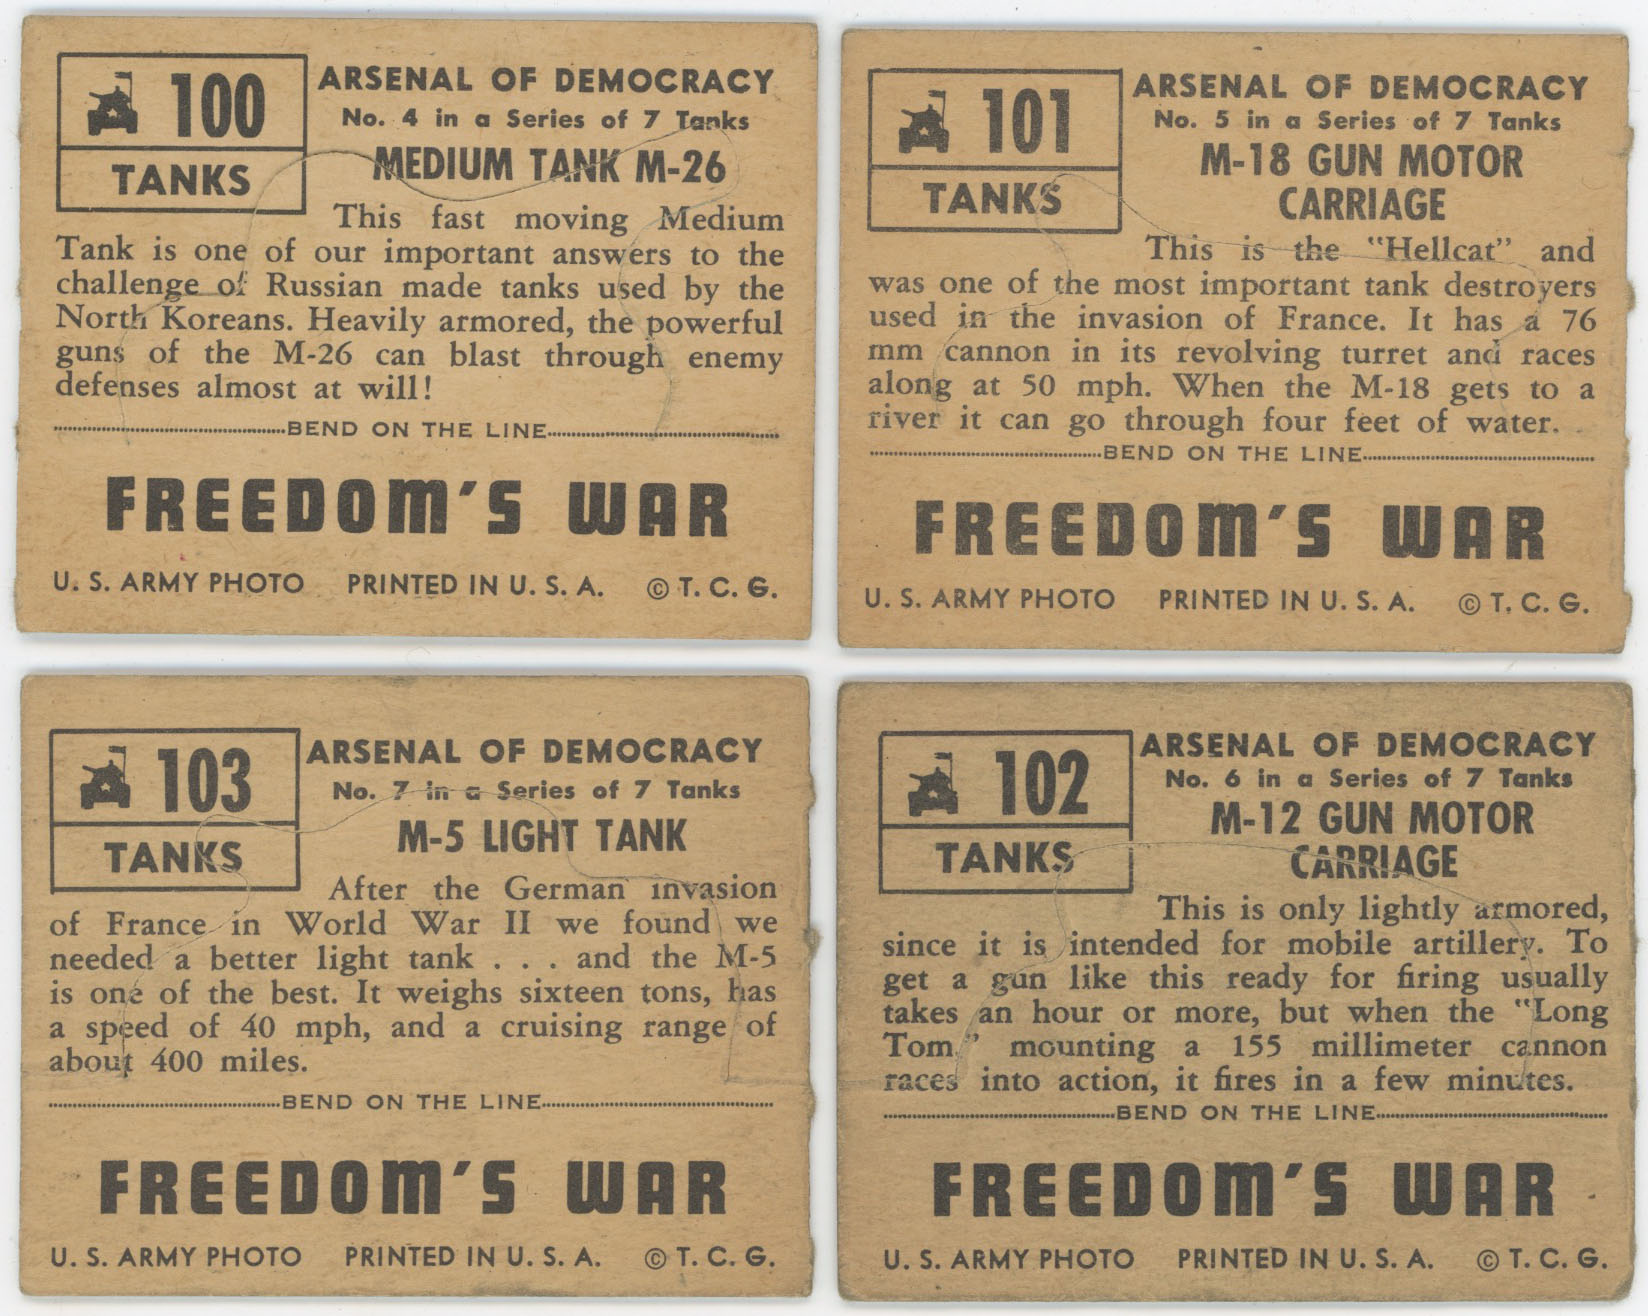 100
TANKS
ARSENAL OF DEMOCRACY
No. 4 in a Series of 7 Tanks
MEDIUM TANK M-26
This fast moving Medium
Tank is one of our important answers to the
challenge of Russian made tanks used by the
North Koreans. Heavily armored, the powerful
guns of the M-26 can blast through enemy
defenses almost at will!
BEND ON THE LINE
FREEDOM'S WAR
U. S. ARMY PHOTO PRINTED IN U. S. A. © T. C. G.
101
TANKS
ARSENAL OF DEMOCRACY
No. 5 in a Series of 7 Tanks
M-18 GUN MOTOR
CARRIAGE
This is the "Hellcat" and
was one of the most important tank destroyers
used in the invasion of France. It has a 76
mm cannon in its revolving turret and races
along at 50 mph. When the M-18 gets to a
river it can go through four feet of water.
BEND ON THE LINE
FREEDOM'S WAR
U. S. ARMY PHOTO PRINTED IN U. S. A. © T. C. G.
103
TANKS
ARSENAL OF DEMOCRACY
No. 7 in a Series of 7 Tanks
M-5 LIGHT TANK
After the German invasion
of France in World War II we found we
needed a better light tank . . . and the M-5
is one of the best. It weighs sixteen tons, has
a speed of 40 mph, and a cruising range of
about 400 miles.
BEND ON THE LINE
FREEDOM'S WAR
U. S. ARMY PHOTO PRINTED IN U. S. A. © T. C. G.
102
TANKS
ARSENAL OF DEMOCRACY
No. 6 in a Series of 7 Tanks
M-12 GUN MOTOR
CARRIAGE
This is only lightly armored,
since it is intended for mobile artillery. To
get a gun like this ready for firing usually
takes an hour or more, but when the "Long
Tom," mounting a 155 millimeter cannon
races into action, it fires in a few minutes.
BEND ON THE LINE
FREEDOM'S WAR
U. S. ARMY PHOTO PRINTED IN U. S. A. © T. C. G.